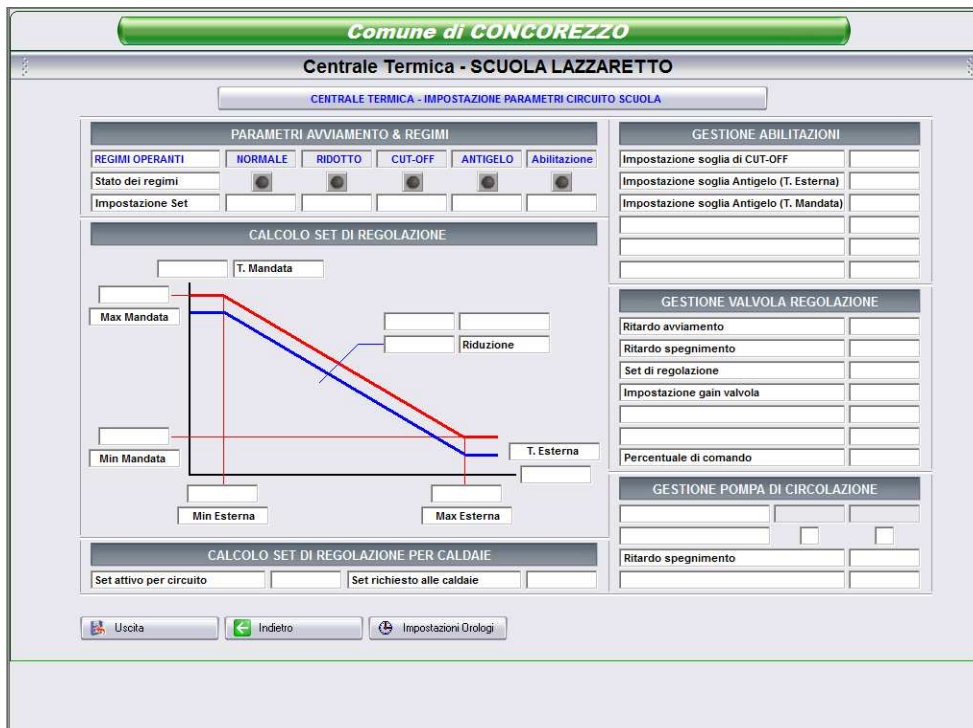 Comune di CONCOREZZO
Centrale Termica - SCUOLA LAZZARETTO
CENTRALE TERMICA - IMPOSTAZIONE PARAMETRI CIRCUITO SCUOLA
PARAMETRI AVVIAMENTO & REGIMI
REGIMI OPERANTI NORMALE RIDOTTO CUT-OFF ANTIGELO Abilitazione
Stato dei regimi
Impostazione Set
CALCOLO SET DI REGOLAZIONE
T. Mandata
Max Mandata
Riduzione
Min Mandata
T. Esterna
Min Esterna
Max Esterna
CALCOLO SET DI REGOLAZIONE PER CALDAIE
Set attivo per circuito
Set richiesto alle caldaie
GESTIONE ABILITAZIONI
Impostazione soglia di CUT-OFF
Impostazione soglia Antigelo (T. Esterna)
Impostazione soglia Antigelo (T. Mandata)
GESTIONE VALVOLA REGOLAZIONE
Ritardo avviamento
Ritardo spegnimento
Set di regolazione
Impostazione gain valvola
Percentuale di comando
GESTIONE POMPA DI CIRCOLAZIONE
Ritardo spegnimento
Uscita
Indietro
Impostazioni Orologi